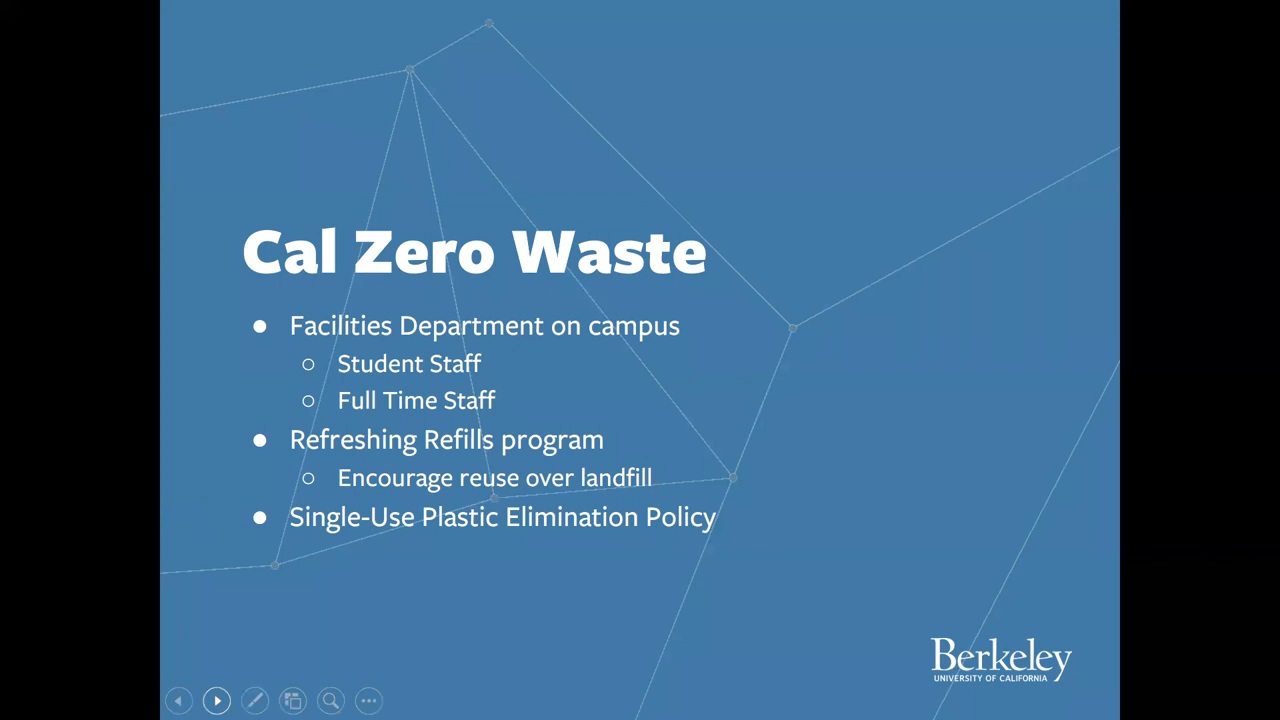 Cal Zero Waste
● Facilities Department on campus
○ Student Staff
○ Full Time Staff
● Refreshing Refills program
○ Encourage reuse over landfill
● Single-Use Plastic Elimination Policy
Berkeley
UNIVERSITY OF CALIFORNIA